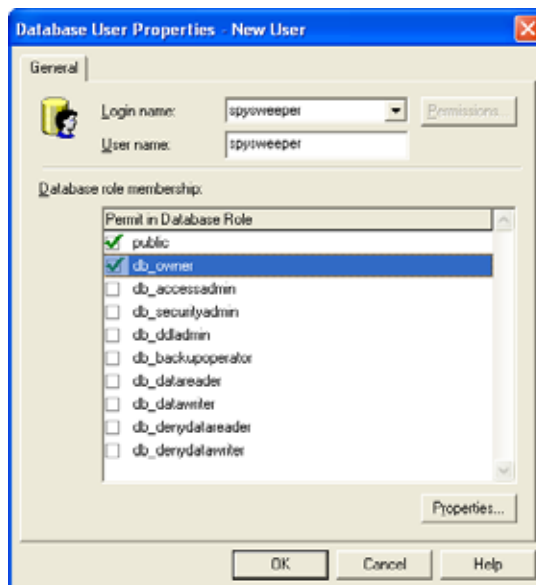 Database User Properties - New User
General
Login name: spysweeper Permissions...
User name: spysweeper
Database role membership:
Permit in Database Role
public
db_owner
db_accessadmin
db_securityadmin
db_ddladmin
db_backupoperator
db_datareader
db_datawriter
db_denydatareader
db_denydatawriter
Properties...
OK Cancel Help